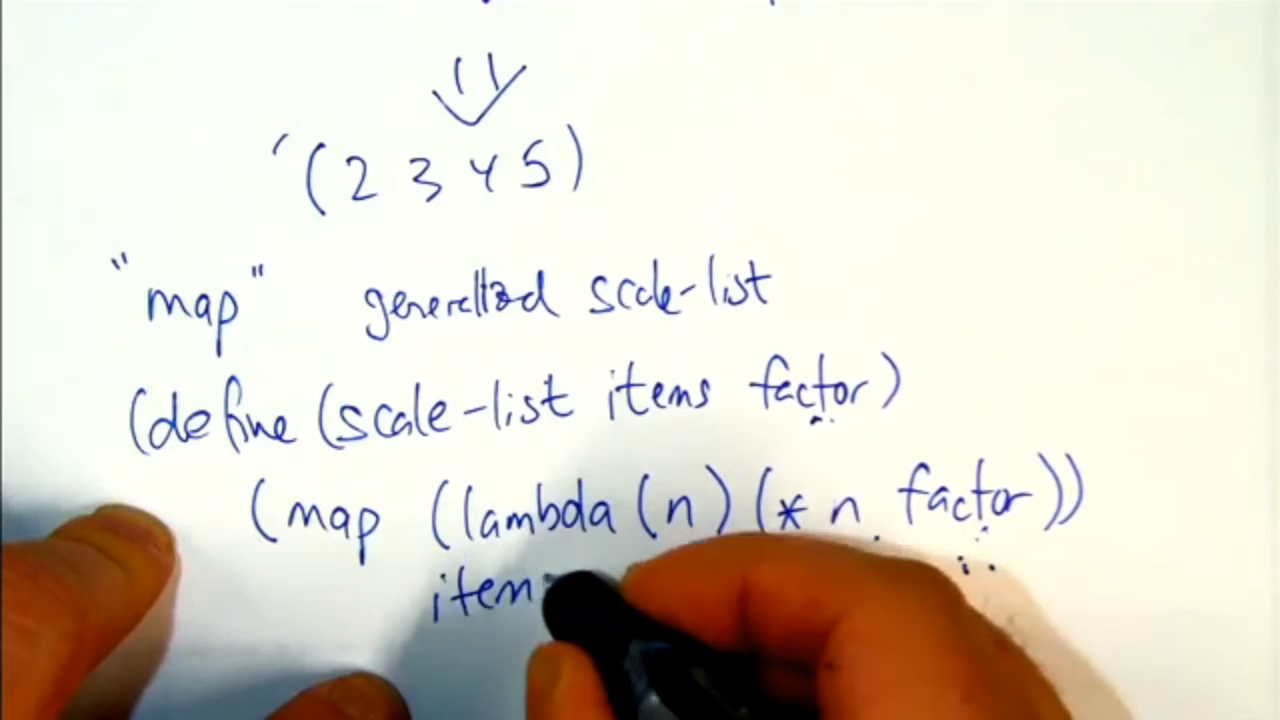 '(2 3 4 5)
"map" generalized scale-list
(define (scale-list items factor)
(map (lambda (n) (* n factor))
item